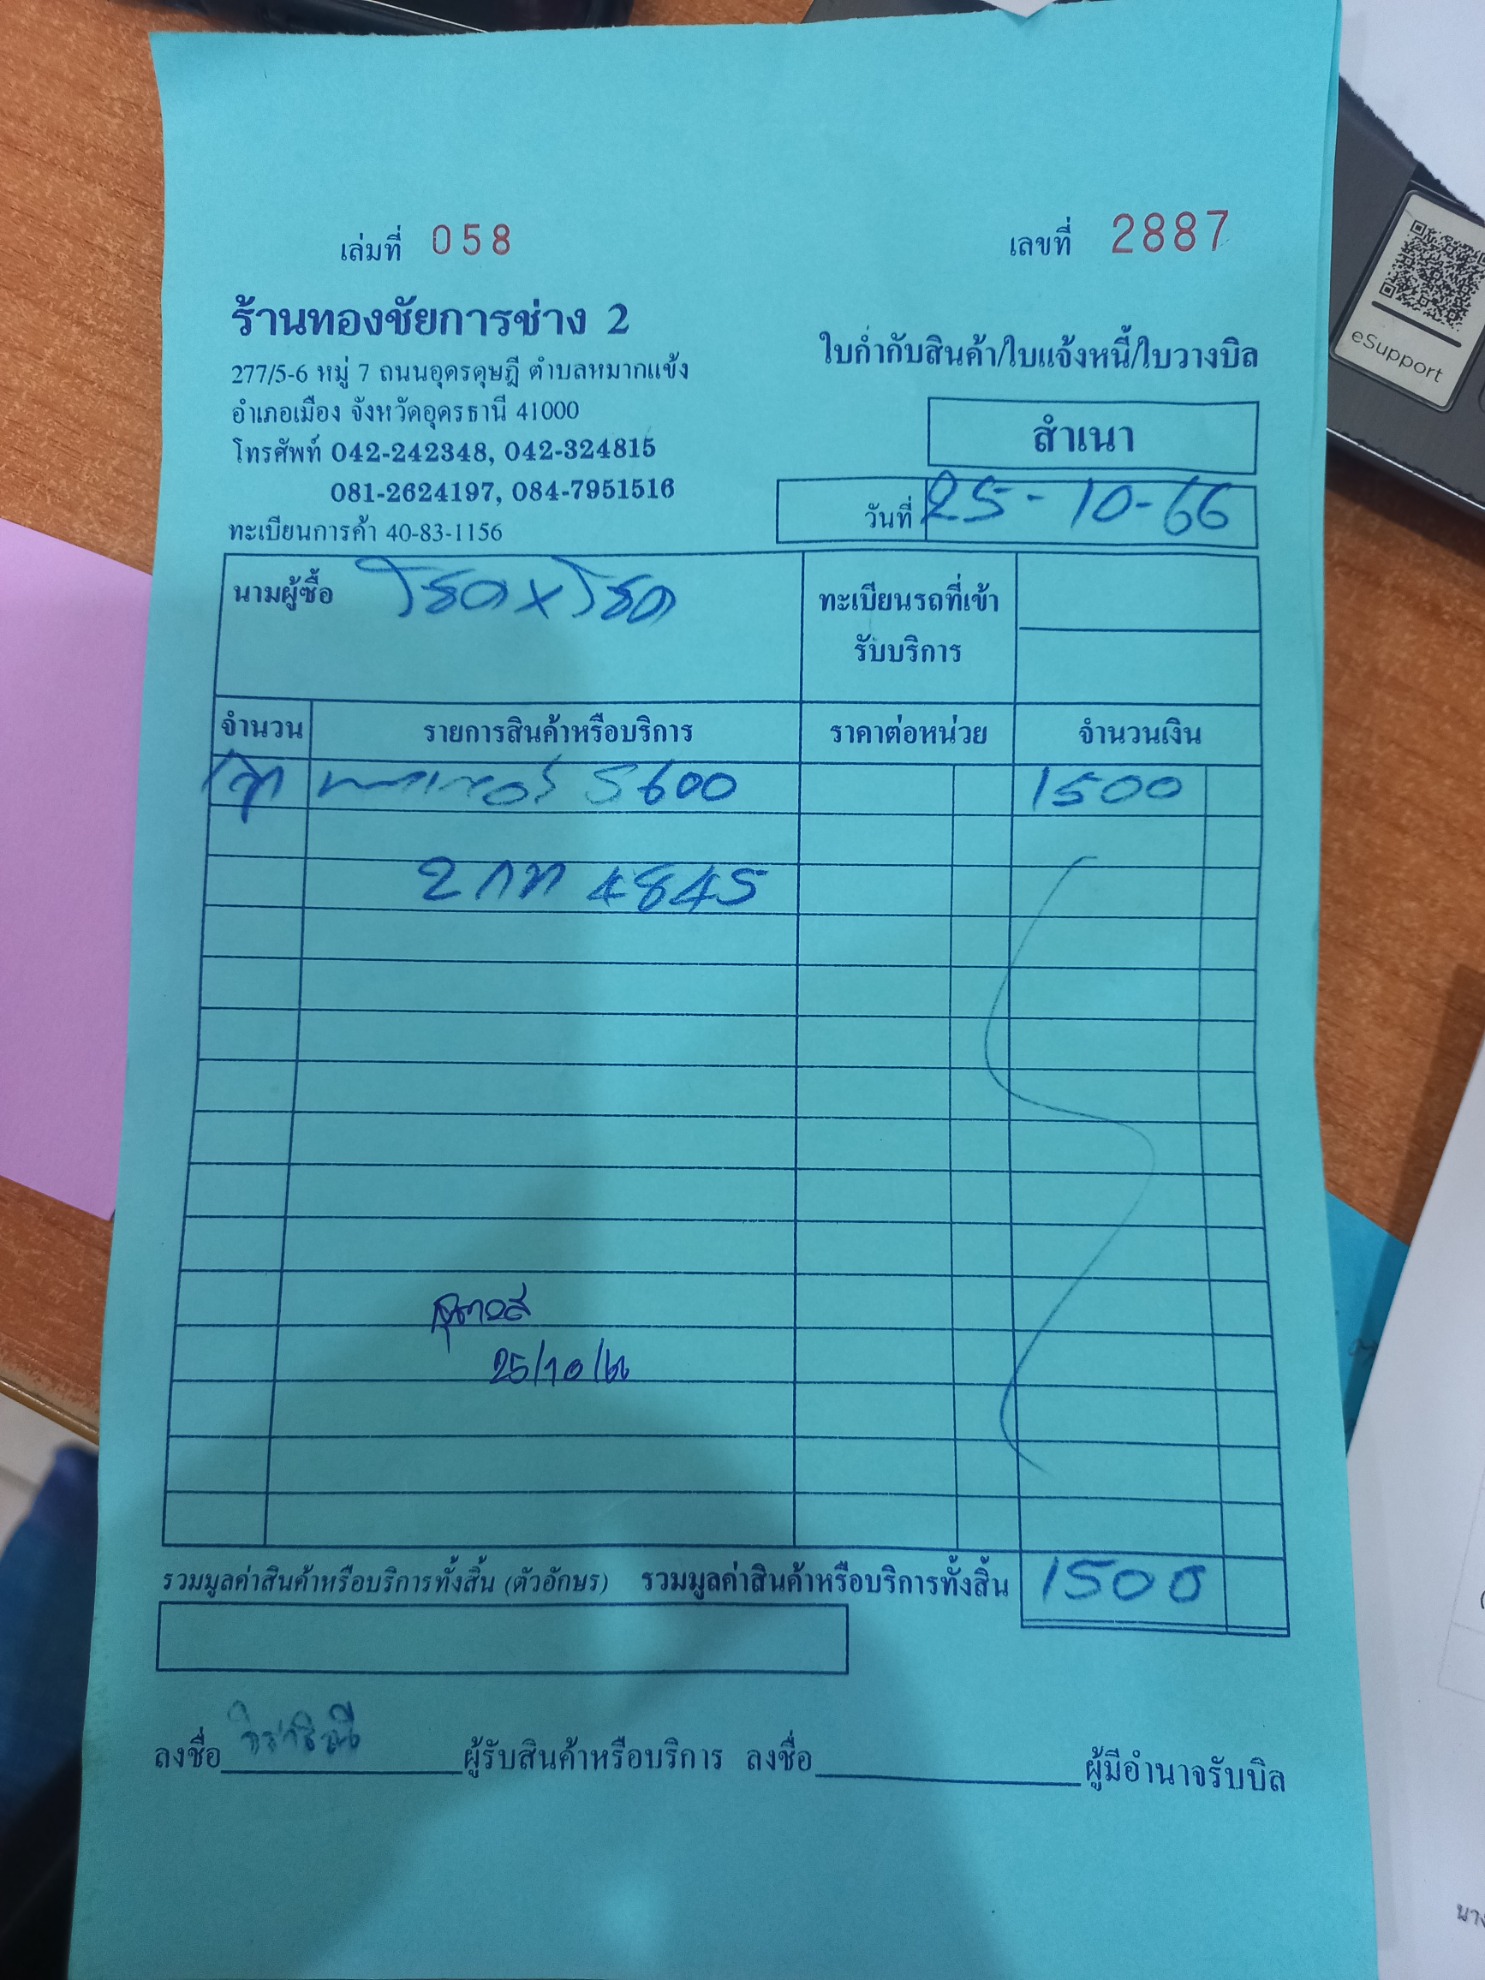 เล่มที่ 058
เลขที่ 2887
ร้านทองชัยการช่าง 2
277/5-6 หมู่ 7 ถนนอุดรดุษฎี ตำบลหมากแข้ง
อำเภอเมือง จังหวัดอุดรธานี 41000
โทรศัพท์ 042-242348, 042-324815
081-2624197, 084-7951516
ทะเบียนการค้า 40-83-1156
ใบกำกับสินค้า/ใบแจ้งหนี้/ใบวางบิล
สำเนา
วันที่ 25-10-66
นามผู้ซื้อ โชคxโชค
ทะเบียนรถที่เข้า
รับบริการ
จำนวน รายการสินค้าหรือบริการ ราคาต่อหน่วย จำนวนเงิน
5600 1500
2กท 4845
25/10/66
รวมมูลค่าสินค้าหรือบริการทั้งสิ้น (ตัวอักษร) รวมมูลค่าสินค้าหรือบริการทั้งสิ้น 1500
ลงชื่อ ผู้รับสินค้าหรือบริการ ลงชื่อ ผู้มีอำนาจรับบิล
eSupport
นาง